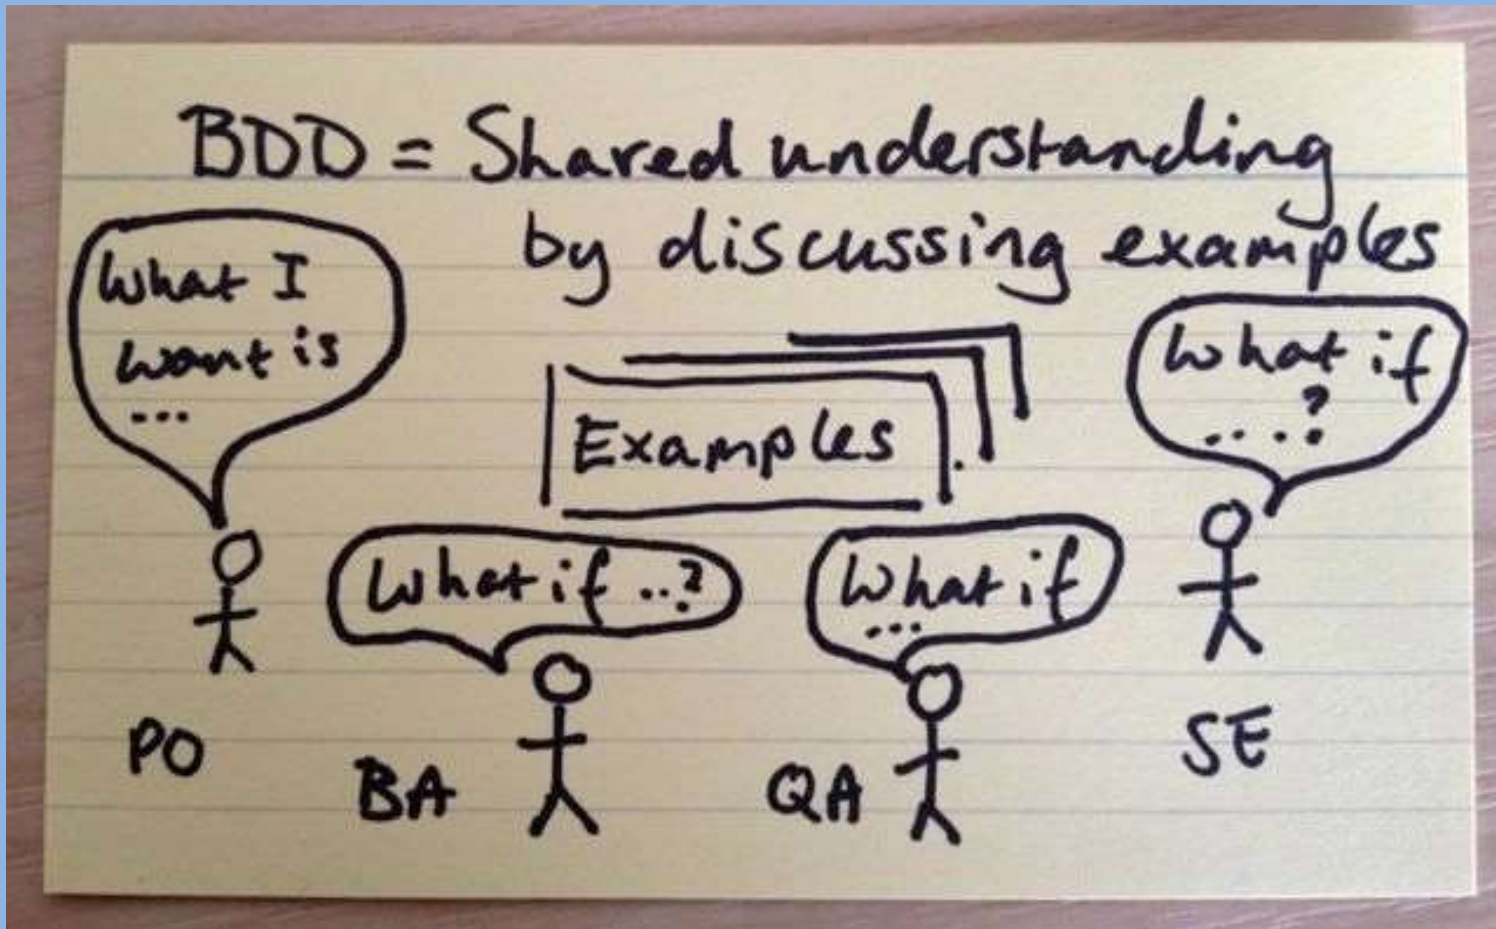 BDD = Shared understanding
by discussing examples
What I
want is
...
Examples
What if
...?
What if ..?
What if
...
PO
BA
QA
SE